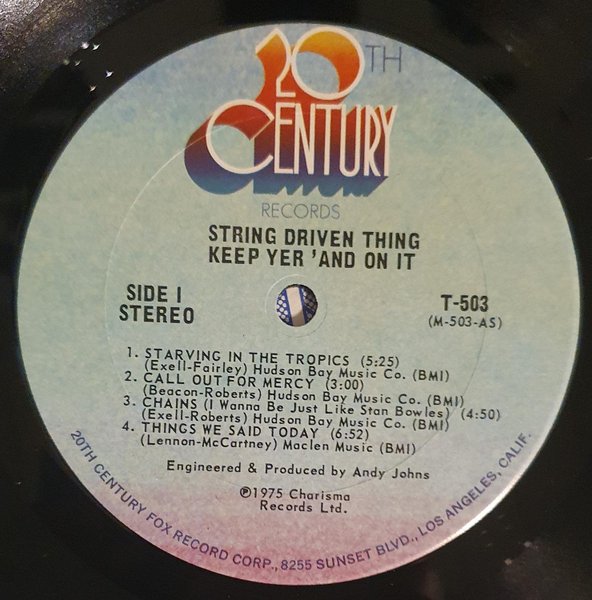 20TH
CENTURY
RECORDS
STRING DRIVEN THING
KEEP YER 'AND ON IT
SIDE I
STEREO
T-503
(M-503-AS)
1. STARVING IN THE TROPICS (5:25)
(Exell-Fairley) Hudson Bay Music Co. (BMI)
2. CALL OUT FOR MERCY (3:00)
(Beacon-Roberts) Hudson Bay Music Co. (BMI)
3. CHAINS (I Wanna Be Just Like Stan Bowles) (4:50)
(Exell-Roberts) Hudson Bay Music Co. (BMI)
4. THINGS WE SAID TODAY (6:52)
(Lennon-McCartney) Maclen Music (BMI)
Engineered & Produced by Andy Johns
℗1975 Charisma
Records Ltd.
20TH CENTURY FOX RECORD CORP., 8255 SUNSET BLVD., LOS ANGELES, CALIF.